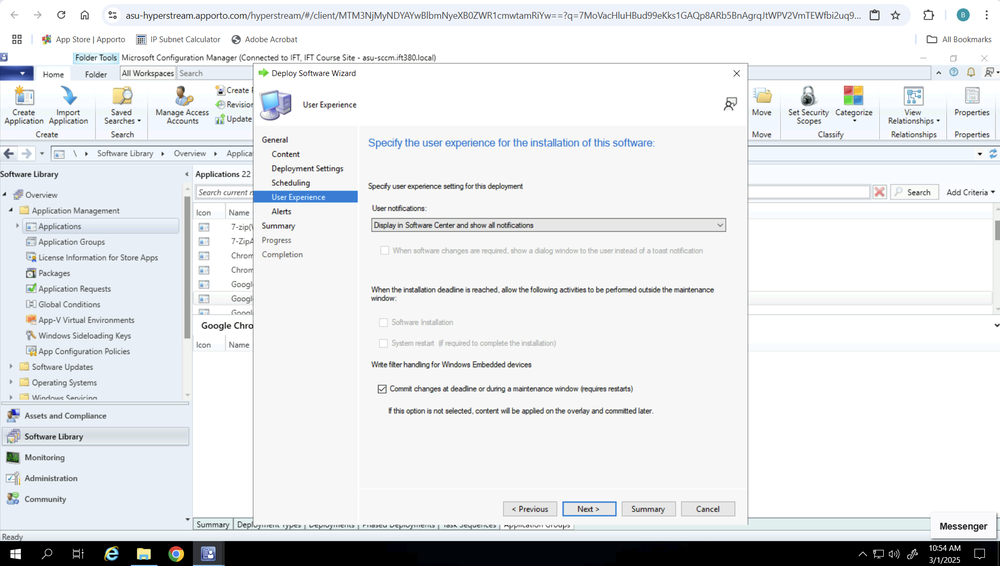 asu-hyperstream.apporto.com/hyperstream/#/client/MTM3NjMyNDYAYwBlbmNyeXB0ZWR1cmwtamRiYw==?q=7MoVacHluHBud99eKks1GAQp8ARb5BnAgrqJtWPV2VmTEWfbi2uq9...
B
App Store | Apporto
IP Subnet Calculator
Adobe Acrobat
All Bookmarks
Folder Tools
Microsoft Configuration Manager (Connected to IFT, IFT Course Site - asu-sccm.ift380.local)
Home
Folder
All Workspaces
Search
Create Application
Import Application
Create
Saved Searches
Search
Manage Access Accounts
Create
Revision
Update
Move
Move
Set Security Scopes
Categorize
Classify
View Relationships
Relationships
Properties
Properties
\
Software Library
Overview
Applica
Software Library
Overview
Application Management
Applications
Application Groups
License Information for Store Apps
Packages
Application Requests
Global Conditions
App-V Virtual Environments
Windows Sideloading Keys
App Configuration Policies
Software Updates
Operating Systems
Windows Servicing
Assets and Compliance
Software Library
Monitoring
Administration
Community
Ready
Applications 22
Search current n
Search
Add Criteria
Icon
Name
7-zip(
7-ZipA
Chrom
Chrom
Googl
Googl
Googl
Google Chro
Icon
Name
Summary
Deployment Types
Deployments
Phased Deployments
Task Sequences
Application Groups
Deploy Software Wizard
User Experience
General
Content
Deployment Settings
Scheduling
User Experience
Alerts
Summary
Progress
Completion
Specify the user experience for the installation of this software:
Specify user experience setting for this deployment
User notifications:
Display in Software Center and show all notifications
When software changes are required, show a dialog window to the user instead of a toast notification
When the installation deadline is reached, allow the following activities to be performed outside the maintenance
window:
Software Installation
System restart (if required to complete the installation)
Write filter handling for Windows Embedded devices
Commit changes at deadline or during a maintenance window (requires restarts)
If this option is not selected, content will be applied on the overlay and committed later.
< Previous
Next >
Summary
Cancel
Messenger
10:54 AM
3/1/2025